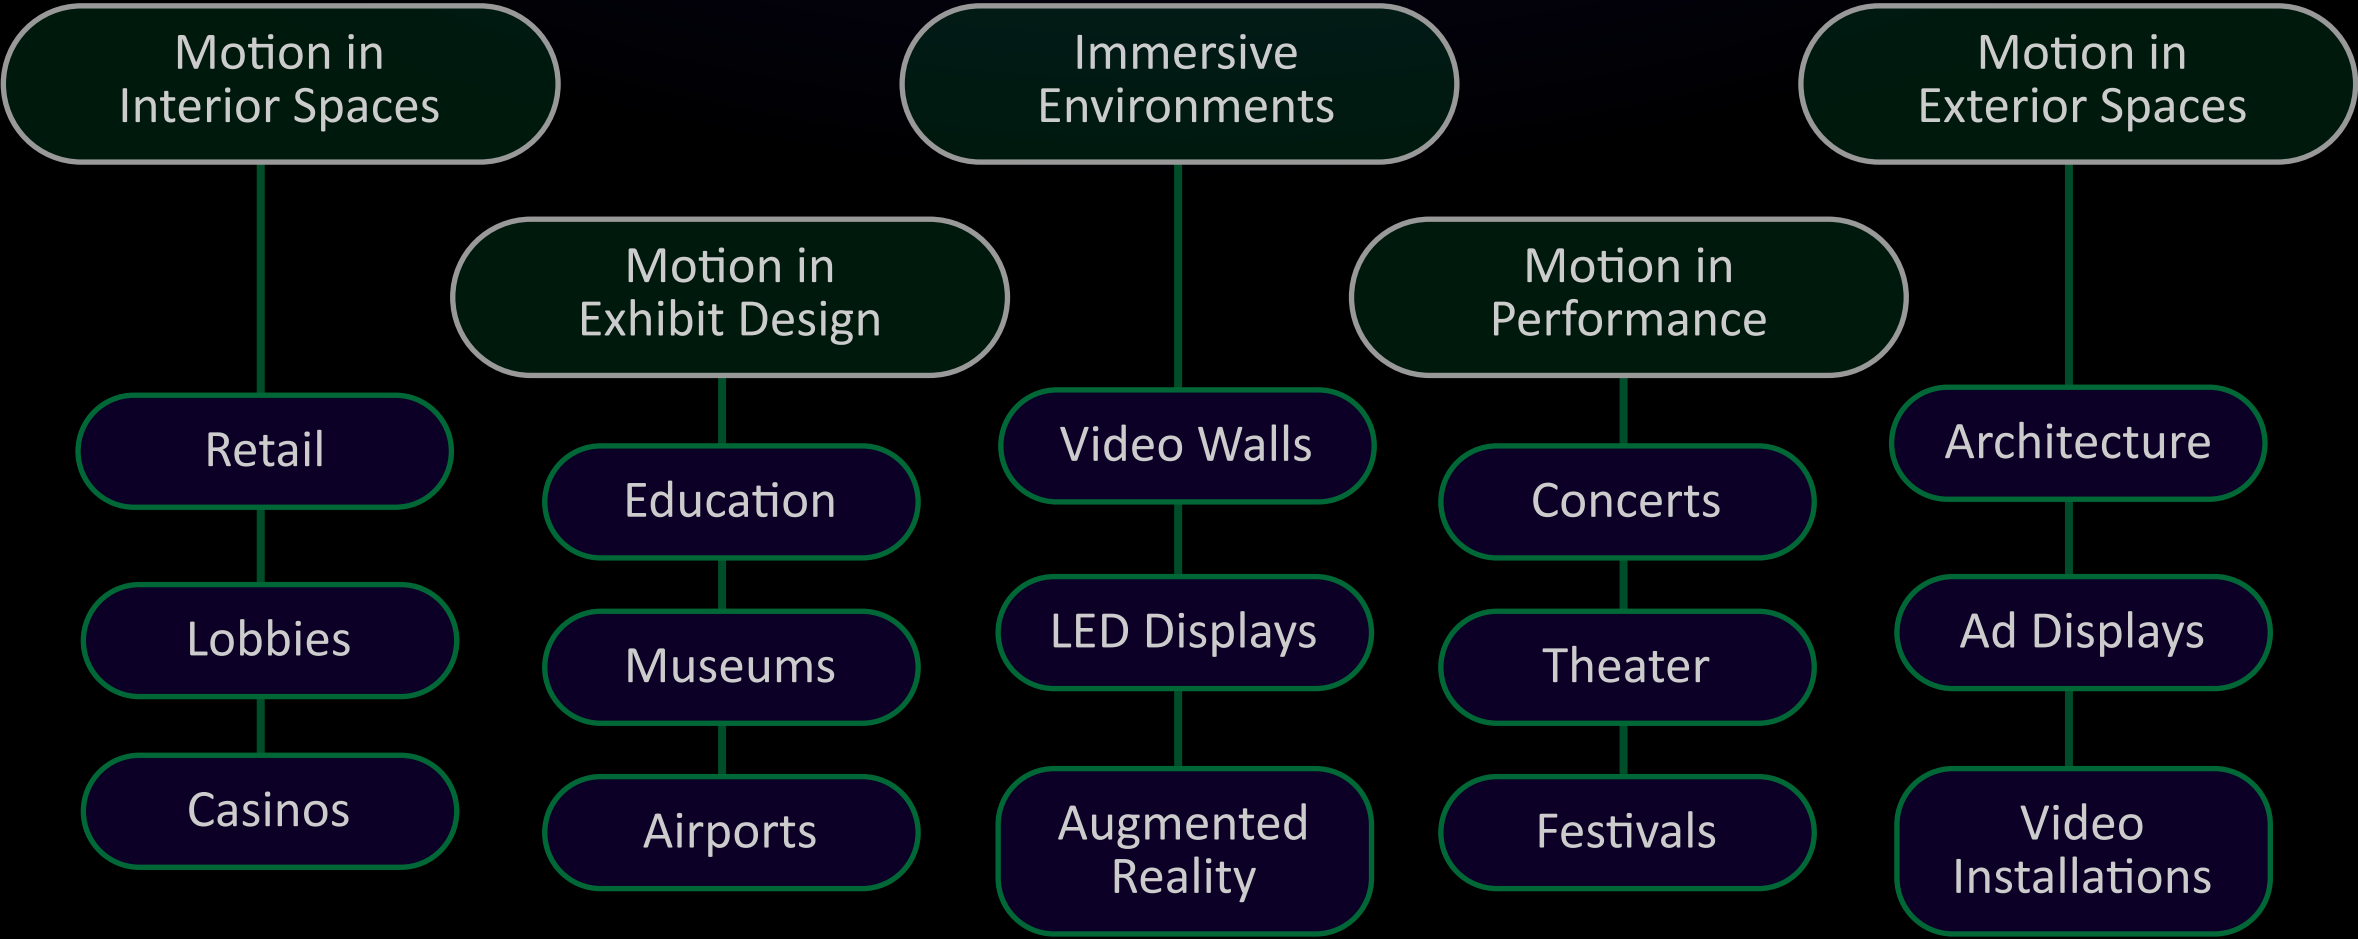 Motion in
Interior Spaces
Retail
Lobbies
Casinos
Motion in
Exhibit Design
Education
Museums
Airports
Immersive
Environments
Video Walls
LED Displays
Augmented
Reality
Motion in
Performance
Concerts
Theater
Festivals
Motion in
Exterior Spaces
Architecture
Ad Displays
Video
Installations